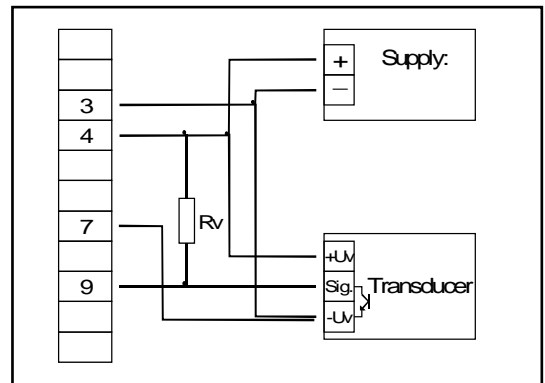 + Supply:
−
3
4
7 Rv
+Uv
9 Sig. Transducer
-Uv